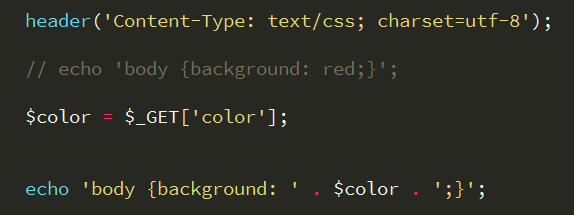 header('Content-Type: text/css; charset=utf-8');
// echo 'body {background: red;}';
$color = $_GET['color'];
echo 'body {background: ' . $color . ';}';